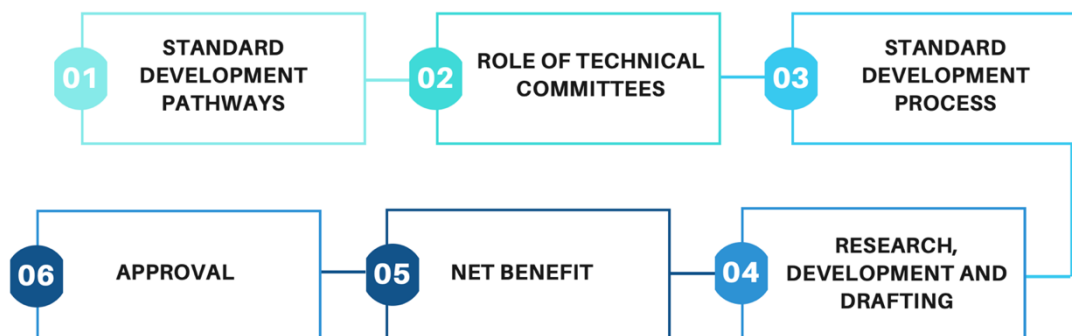 01
STANDARD
DEVELOPMENT
PATHWAYS
02
ROLE OF TECHNICAL
COMMITTEES
03
STANDARD
DEVELOPMENT
PROCESS
04
RESEARCH,
DEVELOPMENT AND
DRAFTING
05
NET BENEFIT
06
APPROVAL